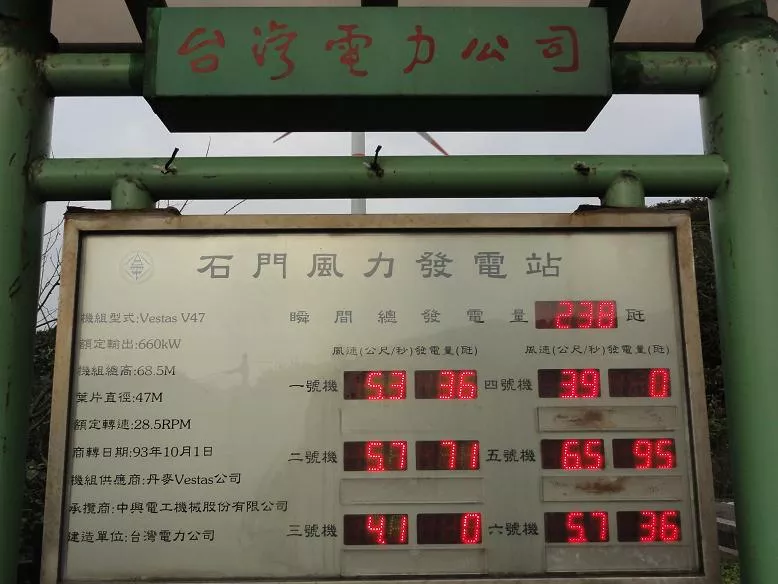 台灣電力公司
石門風力發電站
機組型式:Vestas V47
額定輸出:660kW
機組總高:68.5M
葉片直徑:47M
額定轉速:28.5RPM
商轉日期:93年10月1日
機組供應商:丹麥Vestas公司
承攬商:中興電工機械股份有限公司
建造單位:台灣電力公司
瞬間總發電量 238 瓩
風速(公尺/秒) 發電量(瓩) 風速(公尺/秒) 發電量(瓩)
一號機 5.3 36 四號機 3.9 0
二號機 5.7 71 五號機 6.5 95
三號機 4.1 0 六號機 5.7 36